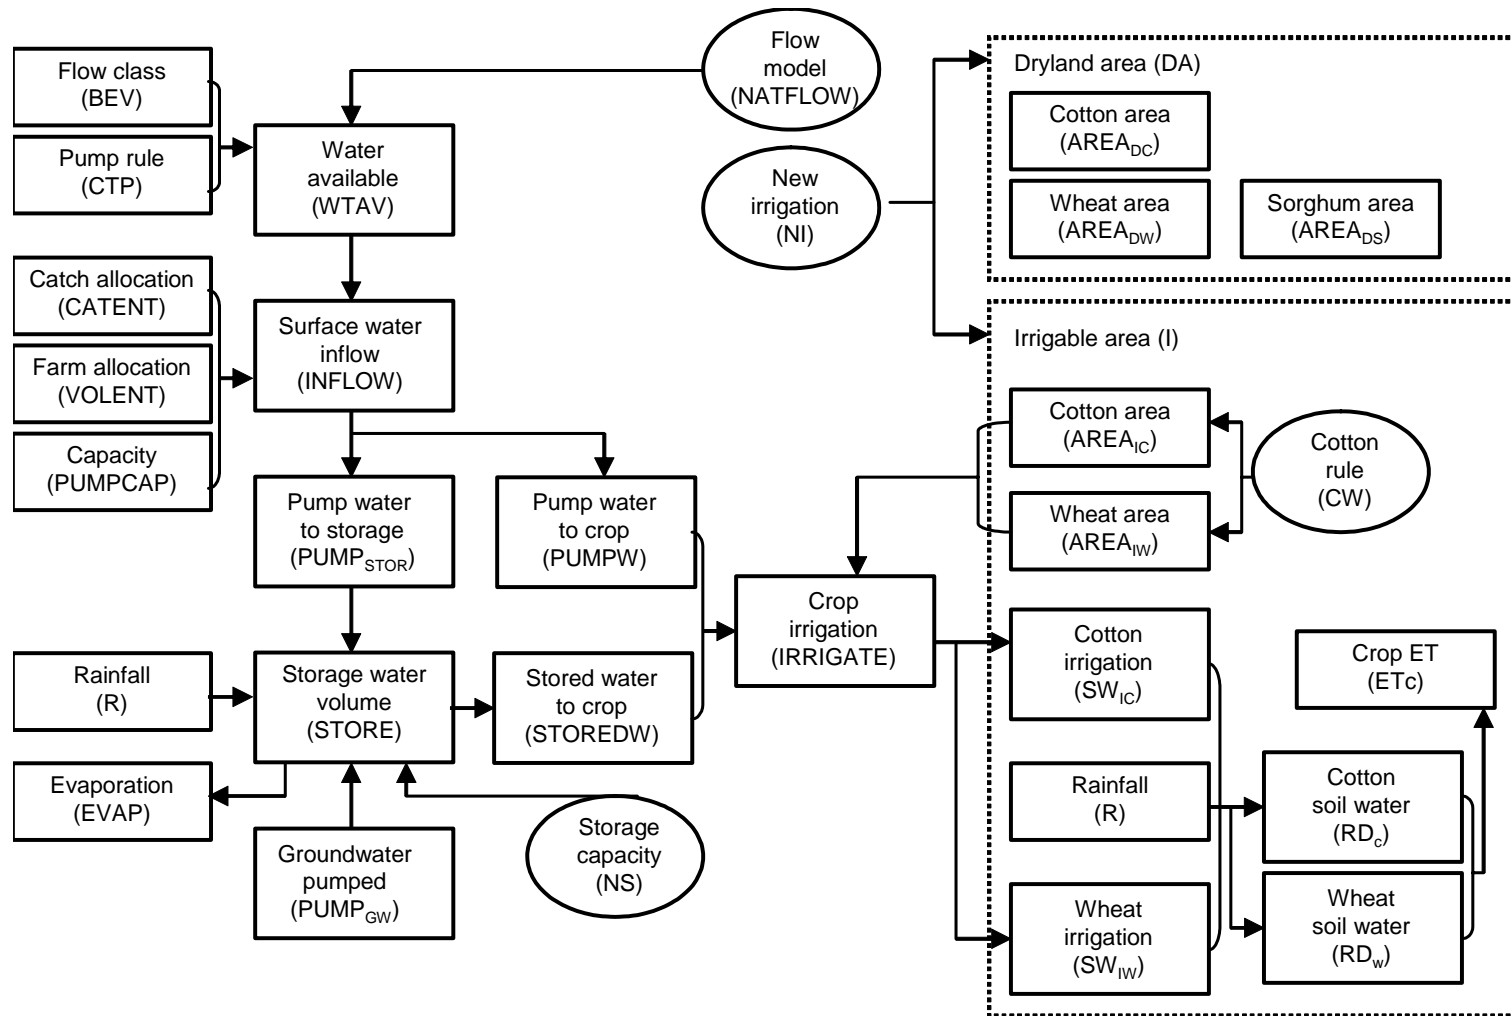 Flow class
(BEV)
Pump rule
(CTP)
Catch allocation
(CATENT)
Farm allocation
(VOLENT)
Capacity
(PUMPCAP)
Rainfall
(R)
Evaporation
(EVAP)
Water
available
(WTAV)
Surface water
inflow
(INFLOW)
Pump water
to storage
(PUMP_STOR)
Storage water
volume
(STORE)
Groundwater
pumped
(PUMP_GW)
Pump water
to crop
(PUMPW)
Stored water
to crop
(STOREDW)
Storage
capacity
(NS)
Flow
model
(NATFLOW)
New
irrigation
(NI)
Crop
irrigation
(IRRIGATE)
Dryland area (DA)
Cotton area
(AREA_DC)
Wheat area
(AREA_DW)
Sorghum area
(AREA_DS)
Irrigable area (I)
Cotton area
(AREA_IC)
Wheat area
(AREA_IW)
Cotton
rule
(CW)
Cotton
irrigation
(SW_IC)
Rainfall
(R)
Wheat
irrigation
(SW_IW)
Crop ET
(ETc)
Cotton
soil water
(RD_c)
Wheat
soil water
(RD_w)